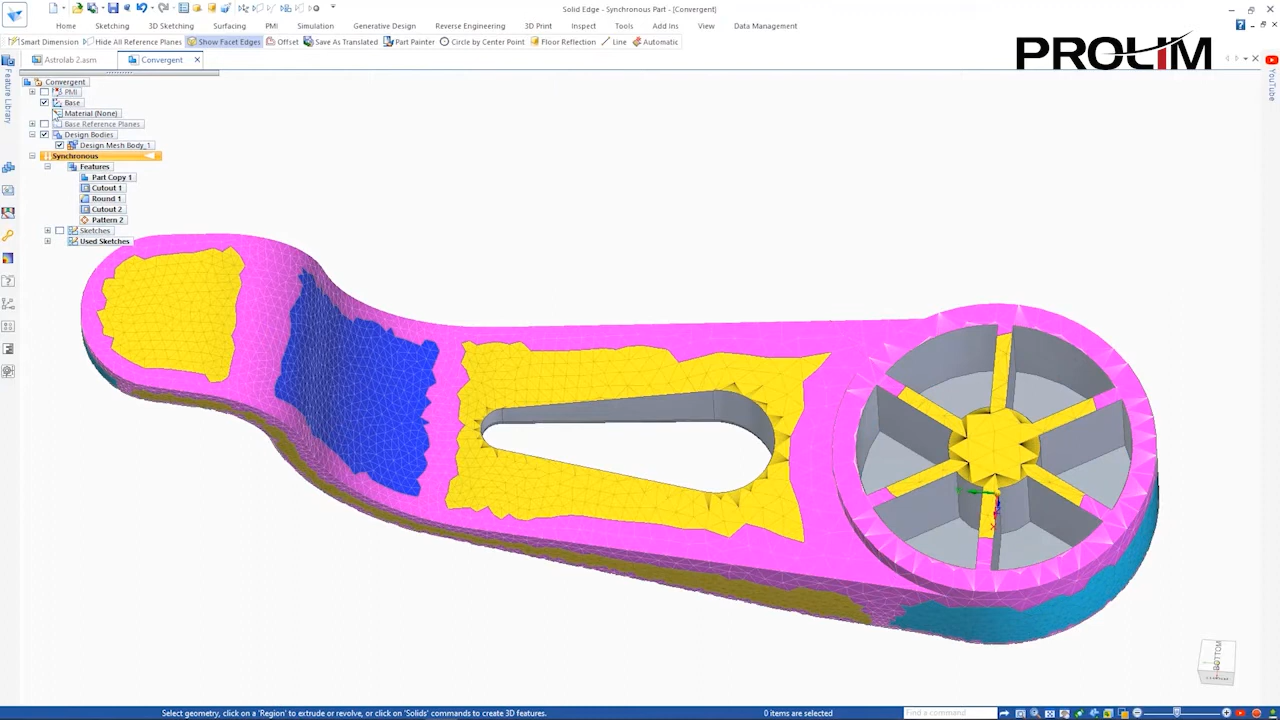 Solid Edge - Synchronous Part - [Convergent]
Home Sketching 3D Sketching Surfacing PMI Simulation Generative Design Reverse Engineering 3D Print Inspect Tools Add Ins View Data Management
Smart Dimension Hide All Reference Planes Show Facet Edges Offset Save As Translated Part Painter Circle by Center Point Floor Reflection Line Automatic
PROLIM
Astrolab 2.asm Convergent
Feature Library
YouTube
Convergent
PMI
Base
Material (None)
Base Reference Planes
Design Bodies
Design Mesh Body_1
Synchronous
Features
Part Copy 1
Cutout 1
Round 1
Cutout 2
Pattern 2
Sketches
Used Sketches
BOTTOM
Select geometry, click on a 'Region' to extrude or revolve, or click on 'Solids' commands to create 3D features. 0 items are selected Find a command